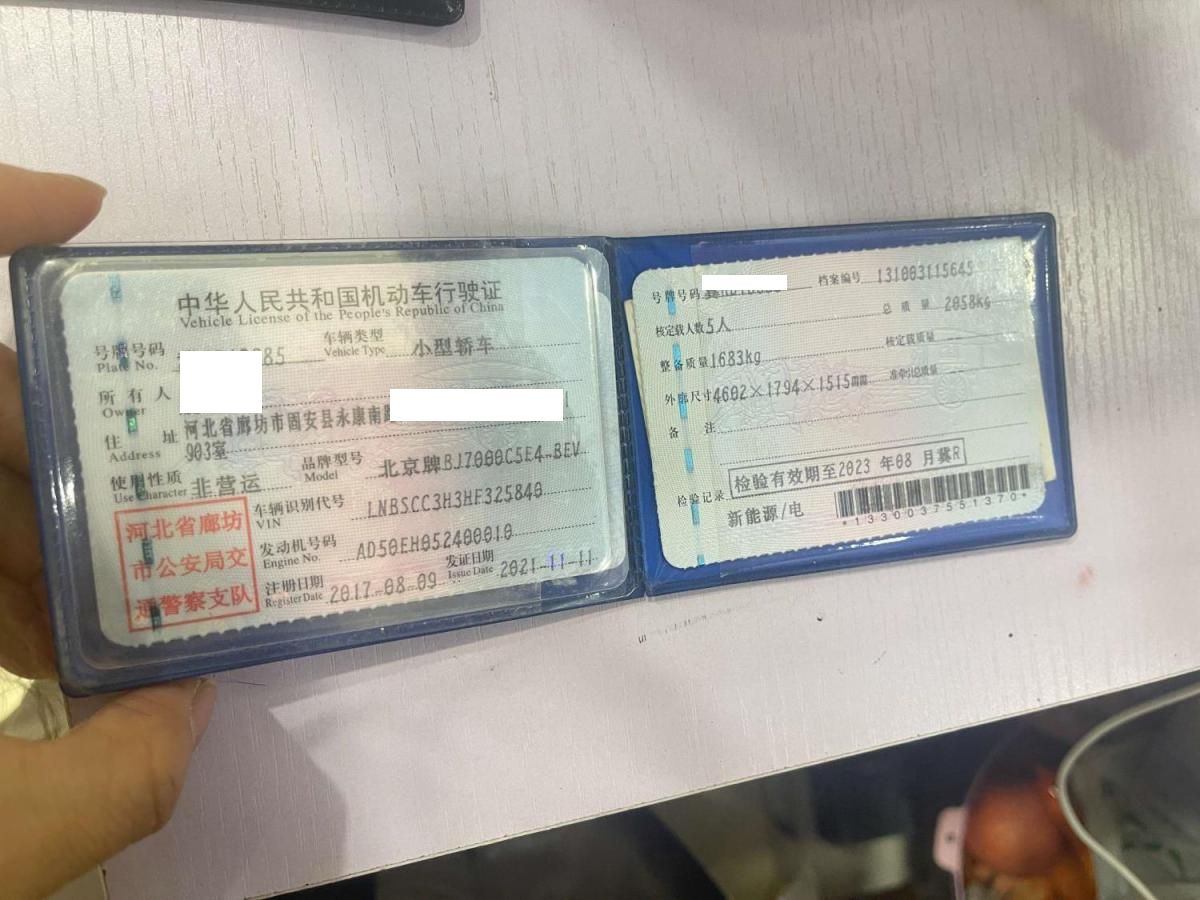 中华人民共和国机动车行驶证
Vehicle License of the People's Republic of China
号牌号码
Plate No.
85
车辆类型
Vehicle Type
小型轿车
所有人
Owner
住址
Address
河北省廊坊市固安县永康南路
903室
使用性质
Use Character
非营运
品牌型号
Model
北京牌BJ7000C5E4-BEV
车辆识别代号
VIN
LNBSCC3H3HF325840
发动机号码
Engine No.
AD50EH052400010
注册日期
Register Date
2017-08-09
发证日期
Issue Date
2021-11-11
河北省廊坊
市公安局交
通警察支队
号牌号码
档案编号 131003115645
核定载人数 5人
总质量 2058kg
整备质量 1683kg
核定载质量
外廓尺寸 4602×1794×1515mm
准牵引总质量
备注
检验记录
检验有效期至2023年08月冀R
新能源/电
*1330037551370*